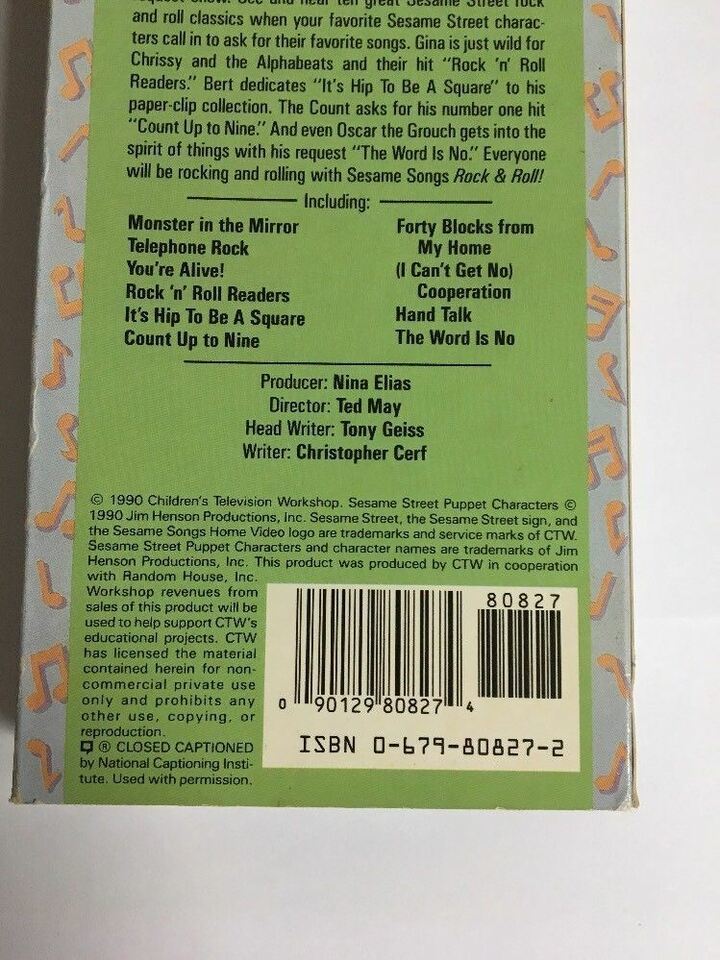 request show. See and hear ten great Sesame Street rock
and roll classics when your favorite Sesame Street charac-
ters call in to ask for their favorite songs. Gina is just wild for
Chrissy and the Alphabeats and their hit "Rock 'n' Roll
Readers." Bert dedicates "It's Hip To Be A Square" to his
paper-clip collection. The Count asks for his number one hit
"Count Up to Nine." And even Oscar the Grouch gets into the
spirit of things with his request "The Word Is No." Everyone
will be rocking and rolling with Sesame Songs Rock & Roll!
Including:
Monster in the Mirror
Telephone Rock
You're Alive!
Rock 'n' Roll Readers
It's Hip To Be A Square
Count Up to Nine
Forty Blocks from
My Home
(I Can't Get No)
Cooperation
Hand Talk
The Word Is No
Producer: Nina Elias
Director: Ted May
Head Writer: Tony Geiss
Writer: Christopher Cerf
© 1990 Children's Television Workshop. Sesame Street Puppet Characters ©
1990 Jim Henson Productions, Inc. Sesame Street, the Sesame Street sign, and
the Sesame Songs Home Video logo are trademarks and service marks of CTW.
Sesame Street Puppet Characters and character names are trademarks of Jim
Henson Productions, Inc. This product was produced by CTW in cooperation
with Random House, Inc.
Workshop revenues from
sales of this product will be
used to help support CTW's
educational projects. CTW
has licensed the material
contained herein for non-
commercial private use
only and prohibits any
other use, copying, or
reproduction.
® CLOSED CAPTIONED
by National Captioning Insti-
tute. Used with permission.
80827
0 90129 80827 4
ISBN 0-679-80827-2